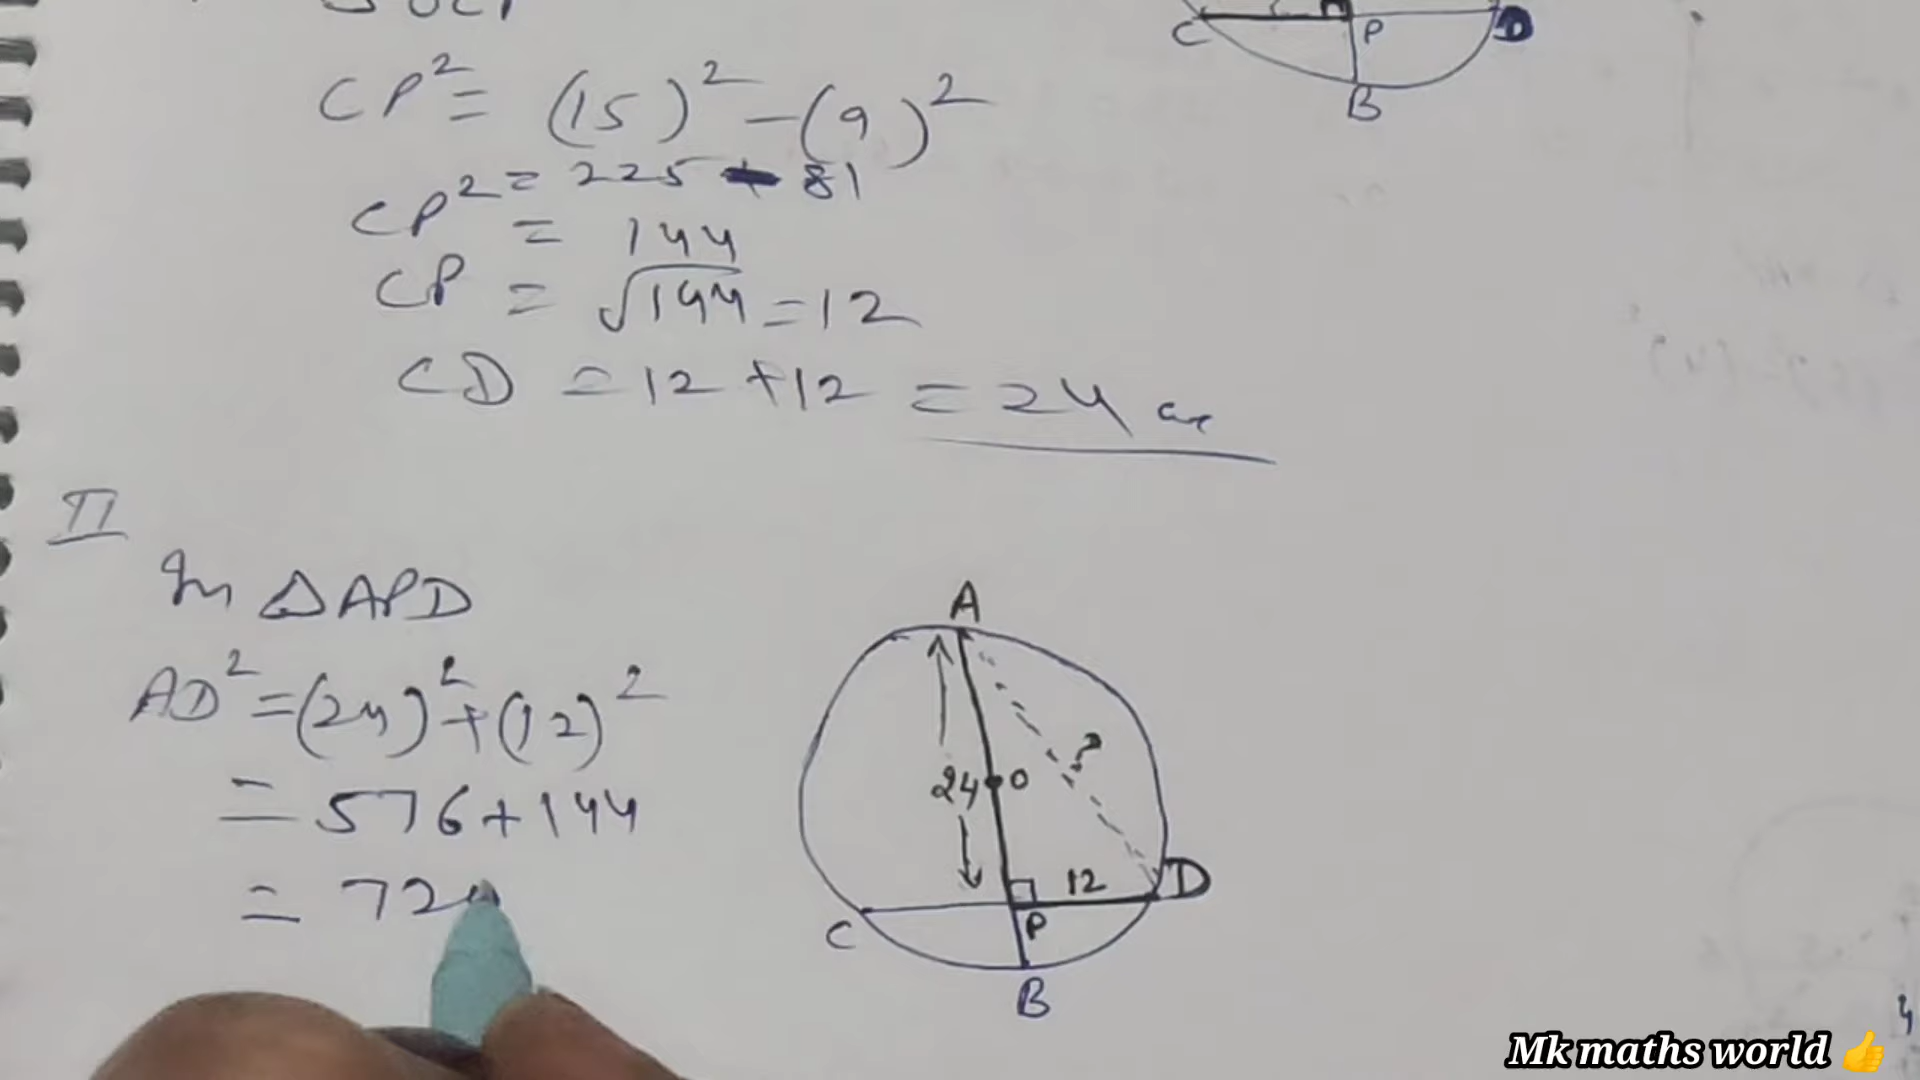 CP² = (15)² - (9)²
CP² = 225 - 81
= 144
CP = √144 = 12
CD = 12 + 12 = 24 cm
II
In △APD
AD² = (24)² + (12)²
= 576 + 144
= 72
C P D
B
A
24 O ?
12 D
C P
B
Mk maths world 👍